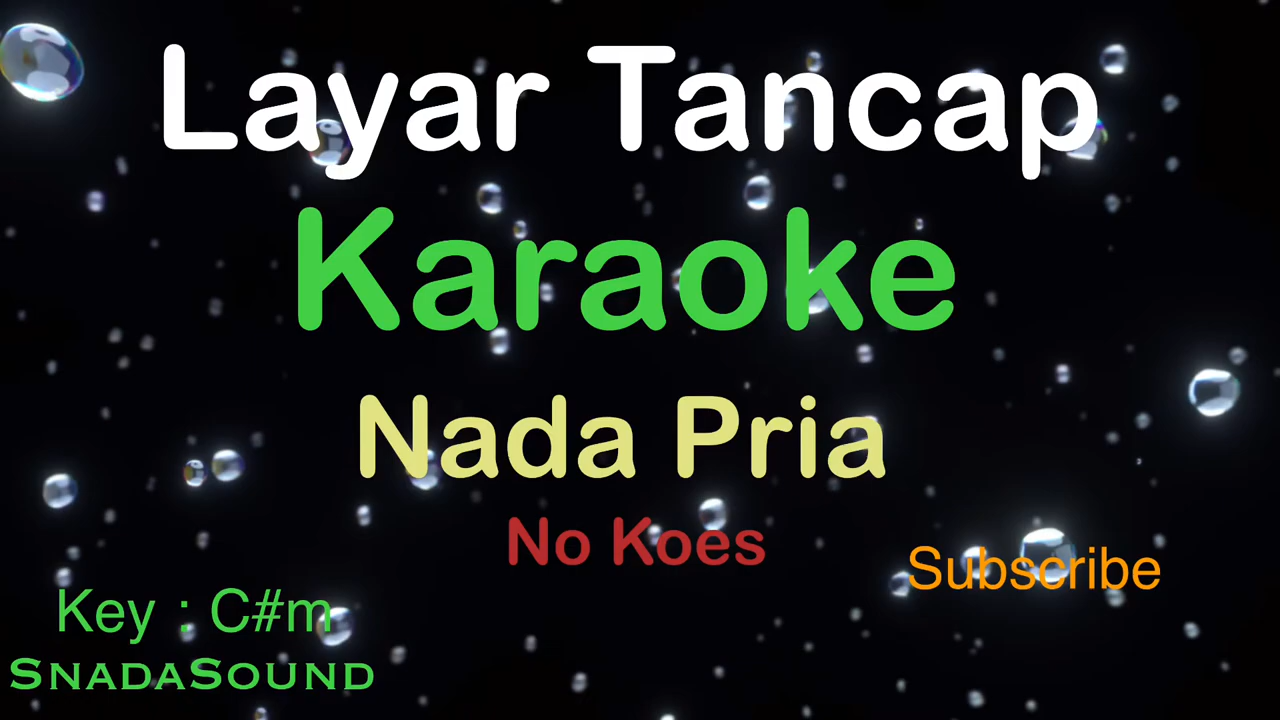 Layar Tancap
Karaoke
Nada Pria
No Koes
Subscribe
Key : C#m
SNADASOUND